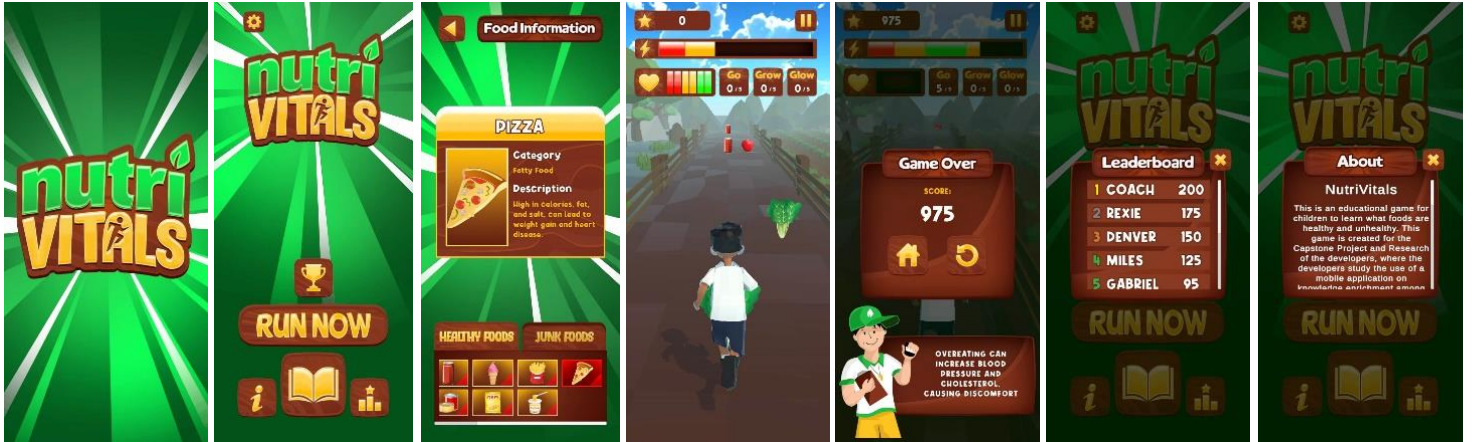 nutri
VITALS
nutri
VITALS
RUN NOW
i
Food Information
PIZZA
Category
Fatty Food
Description
High in calories, fat,
and salt, can lead to
weight gain and heart
disease.
HEALTHY FOODS
JUNK FOODS
0
Go
Grow
Glow
0/5
0/5
0/5
975
Go
Grow
Glow
5/5
0/5
0/5
Game Over
SCORE:
975
OVEREATING CAN
INCREASE BLOOD
PRESSURE AND
CHOLESTEROL,
CAUSING DISCOMFORT
nutri
VITALS
Leaderboard
1 COACH 200
2 REXIE 175
3 DENVER 150
4 MILES 125
5 GABRIEL 95
RUN NOW
i
nutri
VITALS
About
NutriVitals
This is an educational game for
children to learn what foods are
healthy and unhealthy. This
game is created for the
Capstone Project and Research
of the developers, where the
developers study the use of a
mobile application on
knowledge enrichment among
RUN NOW
i